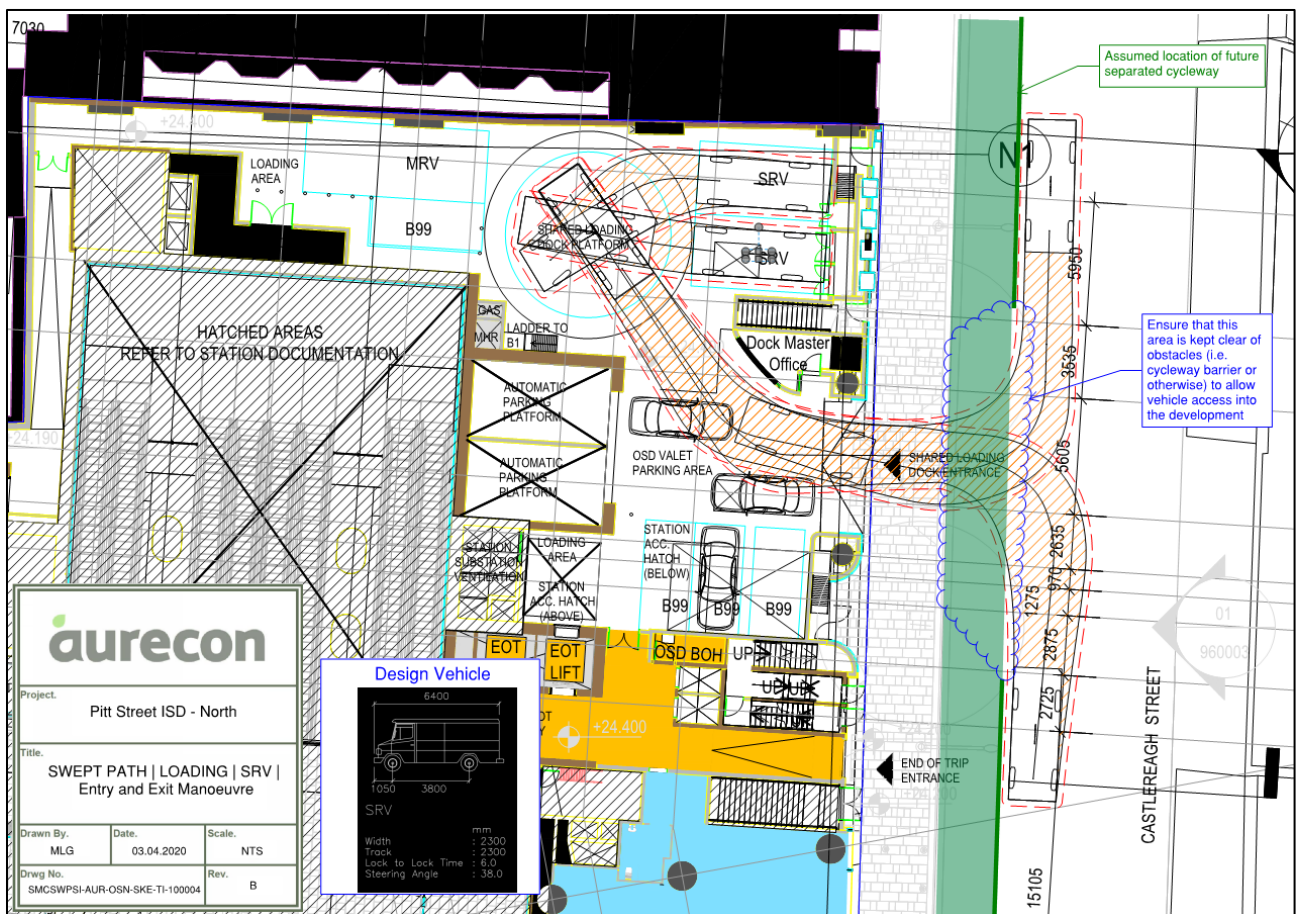 7030
+24.400
LOADING
AREA
MRV
B99
SRV
SRV
SHARED LOADING
DOCK PLATFORM
N1
Assumed location of future
separated cycleway
5950
3535
5605
2635
970
1275
2875
2725
15105
Ensure that this
area is kept clear of
obstacles (i.e.
cycleway barrier or
otherwise) to allow
vehicle access into
the development
HATCHED AREAS
REFER TO STATION DOCUMENTATION
GAS
MHR
LADDER TO
B1
Dock Master
Office
AUTOMATIC
PARKING
PLATFORM
AUTOMATIC
PARKING
PLATFORM
OSD VALET
PARKING AREA
SHARED LOADING
DOCK ENTRANCE
+24.190
STATION
SUBSTATION
VENTILATION
LOADING
AREA
STATION
ACC. HATCH
(ABOVE)
STATION
ACC.
HATCH
(BELOW)
B99
B99
B99
01
960003
EOT
EOT
LIFT
OSD BOH
UP
+24.400
END OF TRIP
ENTRANCE
CASTLEREAGH STREET
aurecon
Project.
Pitt Street ISD - North
Title.
SWEPT PATH | LOADING | SRV |
Entry and Exit Manoeuvre
Drawn By.
MLG
Date.
03.04.2020
Scale.
NTS
Drwg No.
SMCSWPSI-AUR-OSN-SKE-TI-100004
Rev.
B
Design Vehicle
6400
1050
3800
SRV
mm
Width : 2300
Track : 2300
Lock to Lock Time : 6.0
Steering Angle : 38.0